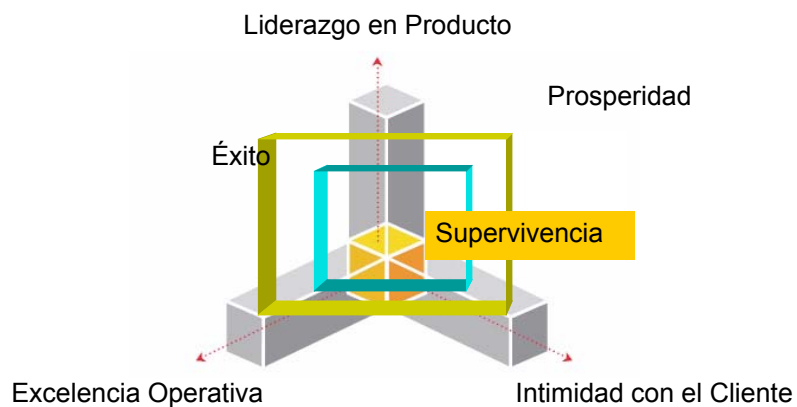 Liderazgo en Producto
Prosperidad
Éxito
Supervivencia
Excelencia Operativa
Intimidad con el Cliente